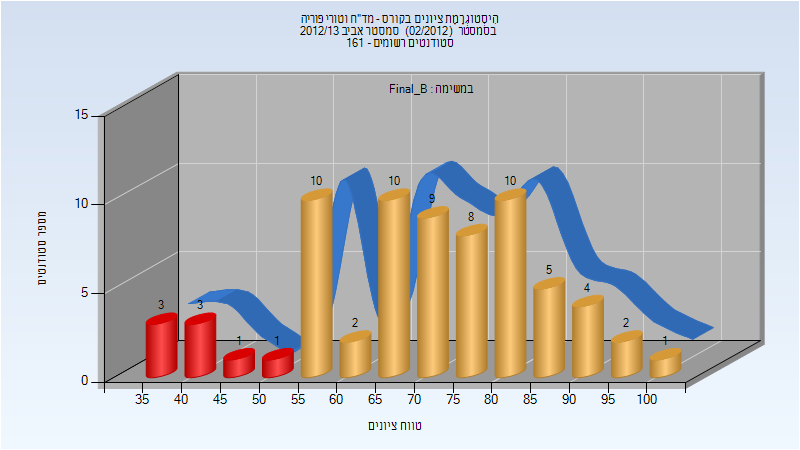 היסטוגרמת ציונים בקורס - מד"ח וטורי פוריה
בסמסטר (02/2012) סמסטר אביב 2012/13
סטודנטים רשומים - 161
במשימה : Final_B
15
10
5
0
מספר סטודנטים
3 3 1 1 10 2 10 9 8 10 5 4 2 1
35 40 45 50 55 60 65 70 75 80 85 90 95 100
טווח ציונים